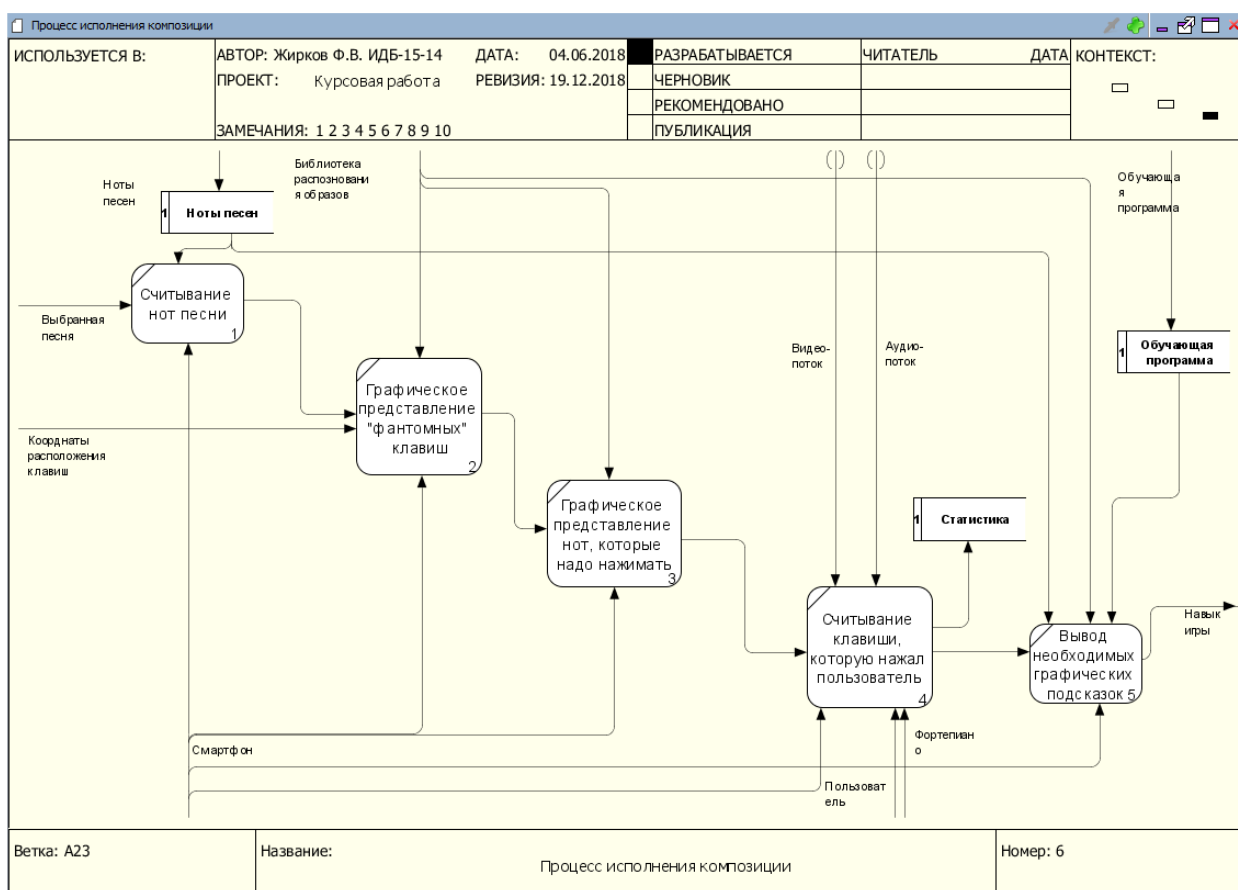 Процесс исполнения композиции
ИСПОЛЬЗУЕТСЯ В:
АВТОР: Жирков Ф.В. ИДБ-15-14
ДАТА: 04.06.2018
ПРОЕКТ: Курсовая работа
РЕВИЗИЯ: 19.12.2018
ЗАМЕЧАНИЯ: 1 2 3 4 5 6 7 8 9 10
РАЗРАБАТЫВАЕТСЯ
ЧЕРНОВИК
РЕКОМЕНДОВАНО
ПУБЛИКАЦИЯ
ЧИТАТЕЛЬ
ДАТА
КОНТЕКСТ:
Ноты
песен
1 Ноты песен
Библиотека
распозновани
я образов
Обучающа
я
программа
Считывание
нот песни
1
Выбранная
песня
Видео-
поток
Аудио-
поток
1 Обучающая
программа
Графическое
представление
"фантомных"
клавиш
2
Коорднаты
расположения
клавиш
Графическое
представление
нот, которые
надо нажимать
3
1 Статистика
Считывание
клавиши,
которую нажал
пользователь
4
Вывод
необходимых
графических
подсказок 5
Навык
игры
Смартфон
Фортепиан
о
Пользоват
ель
Ветка: A23
Название:
Процесс исполнения композиции
Номер: 6